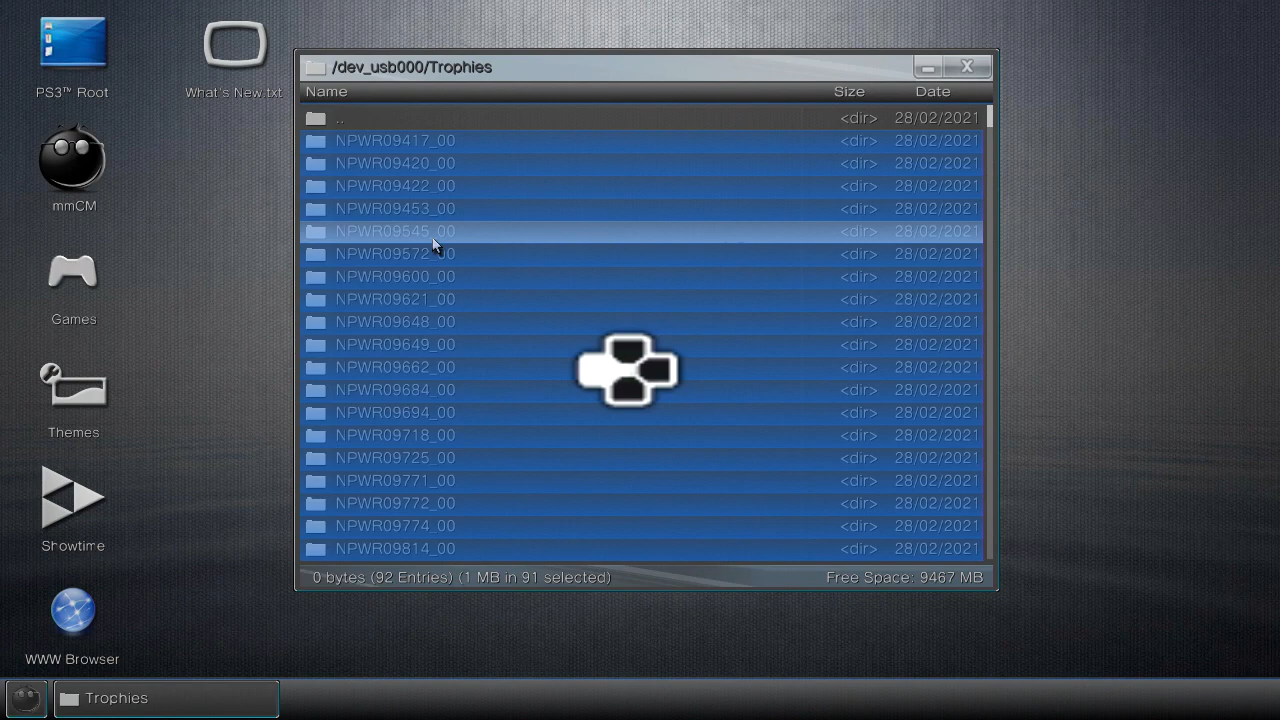 PS3™ Root
What's New.txt
mmCM
Games
Themes
Showtime
WWW Browser
/dev_usb000/Trophies
Name Size Date
.. <dir> 28/02/2021
NPWR09417_00 <dir> 28/02/2021
NPWR09420_00 <dir> 28/02/2021
NPWR09422_00 <dir> 28/02/2021
NPWR09453_00 <dir> 28/02/2021
NPWR09545_00 <dir> 28/02/2021
NPWR09572_00 <dir> 28/02/2021
NPWR09600_00 <dir> 28/02/2021
NPWR09621_00 <dir> 28/02/2021
NPWR09648_00 <dir> 28/02/2021
NPWR09649_00 <dir> 28/02/2021
NPWR09662_00 <dir> 28/02/2021
NPWR09684_00 <dir> 28/02/2021
NPWR09694_00 <dir> 28/02/2021
NPWR09718_00 <dir> 28/02/2021
NPWR09725_00 <dir> 28/02/2021
NPWR09771_00 <dir> 28/02/2021
NPWR09772_00 <dir> 28/02/2021
NPWR09774_00 <dir> 28/02/2021
NPWR09814_00 <dir> 28/02/2021
0 bytes (92 Entries) (1 MB in 91 selected) Free Space: 9467 MB
Trophies